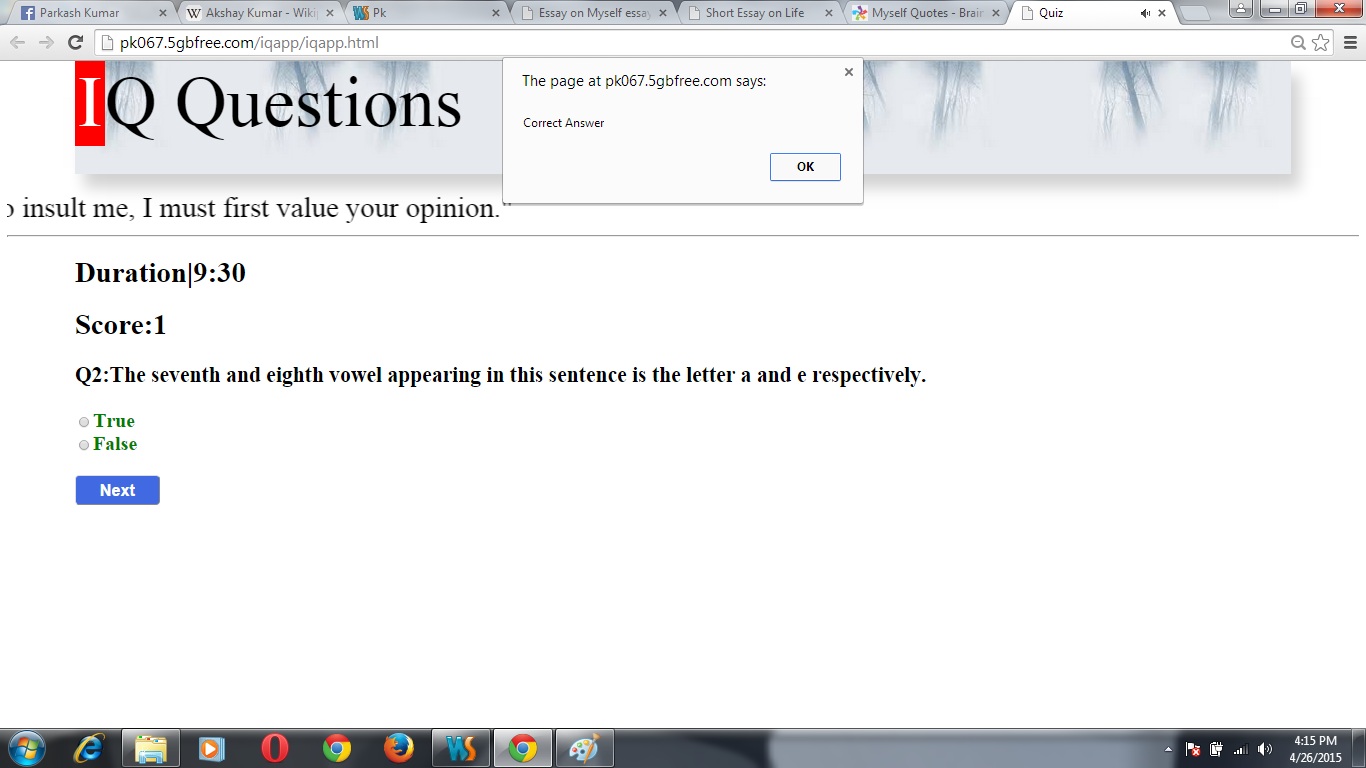 Parkash Kumar
Akshay Kumar - Wiki
Pk
Essay on Myself essay
Short Essay on Life
Myself Quotes - Brain
Quiz
pk067.5gbfree.com/iqapp/iqapp.html
IQ Questions
The page at pk067.5gbfree.com says:
Correct Answer
OK
o insult me, I must first value your opinion."
Duration|9:30
Score:1
Q2:The seventh and eighth vowel appearing in this sentence is the letter a and e respectively.
True
False
Next
4:15 PM
4/26/2015